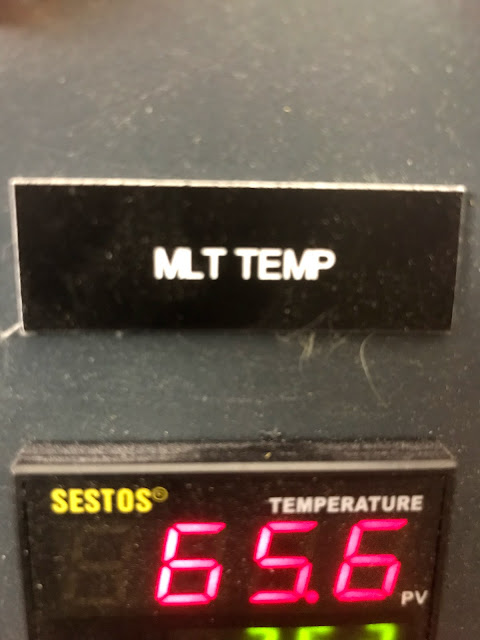 MLT TEMP
SESTOS®
TEMPERATURE
65.6
PV